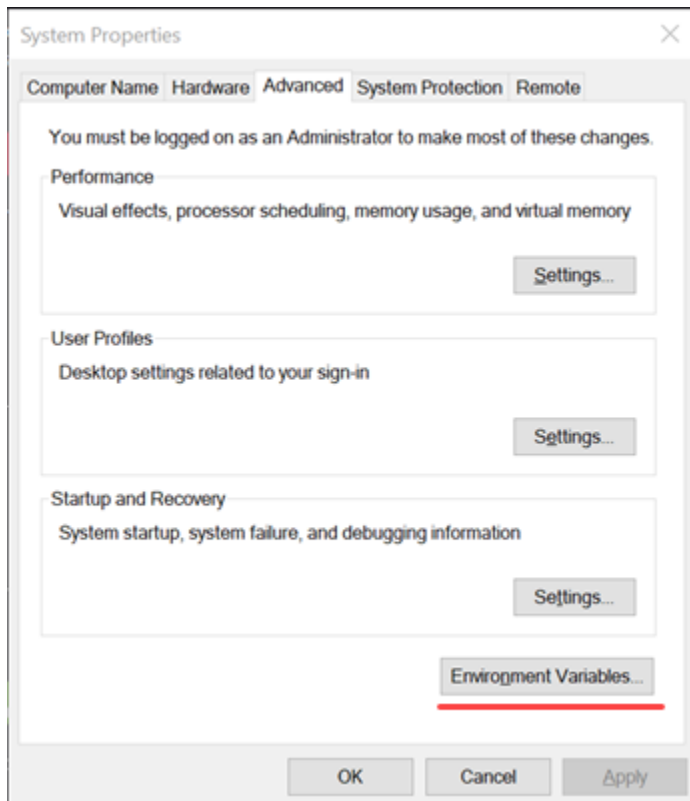 System Properties
Computer Name Hardware Advanced System Protection Remote
You must be logged on as an Administrator to make most of these changes.
Performance
Visual effects, processor scheduling, memory usage, and virtual memory
Settings...
User Profiles
Desktop settings related to your sign-in
Settings...
Startup and Recovery
System startup, system failure, and debugging information
Settings...
Environment Variables...
OK Cancel Apply